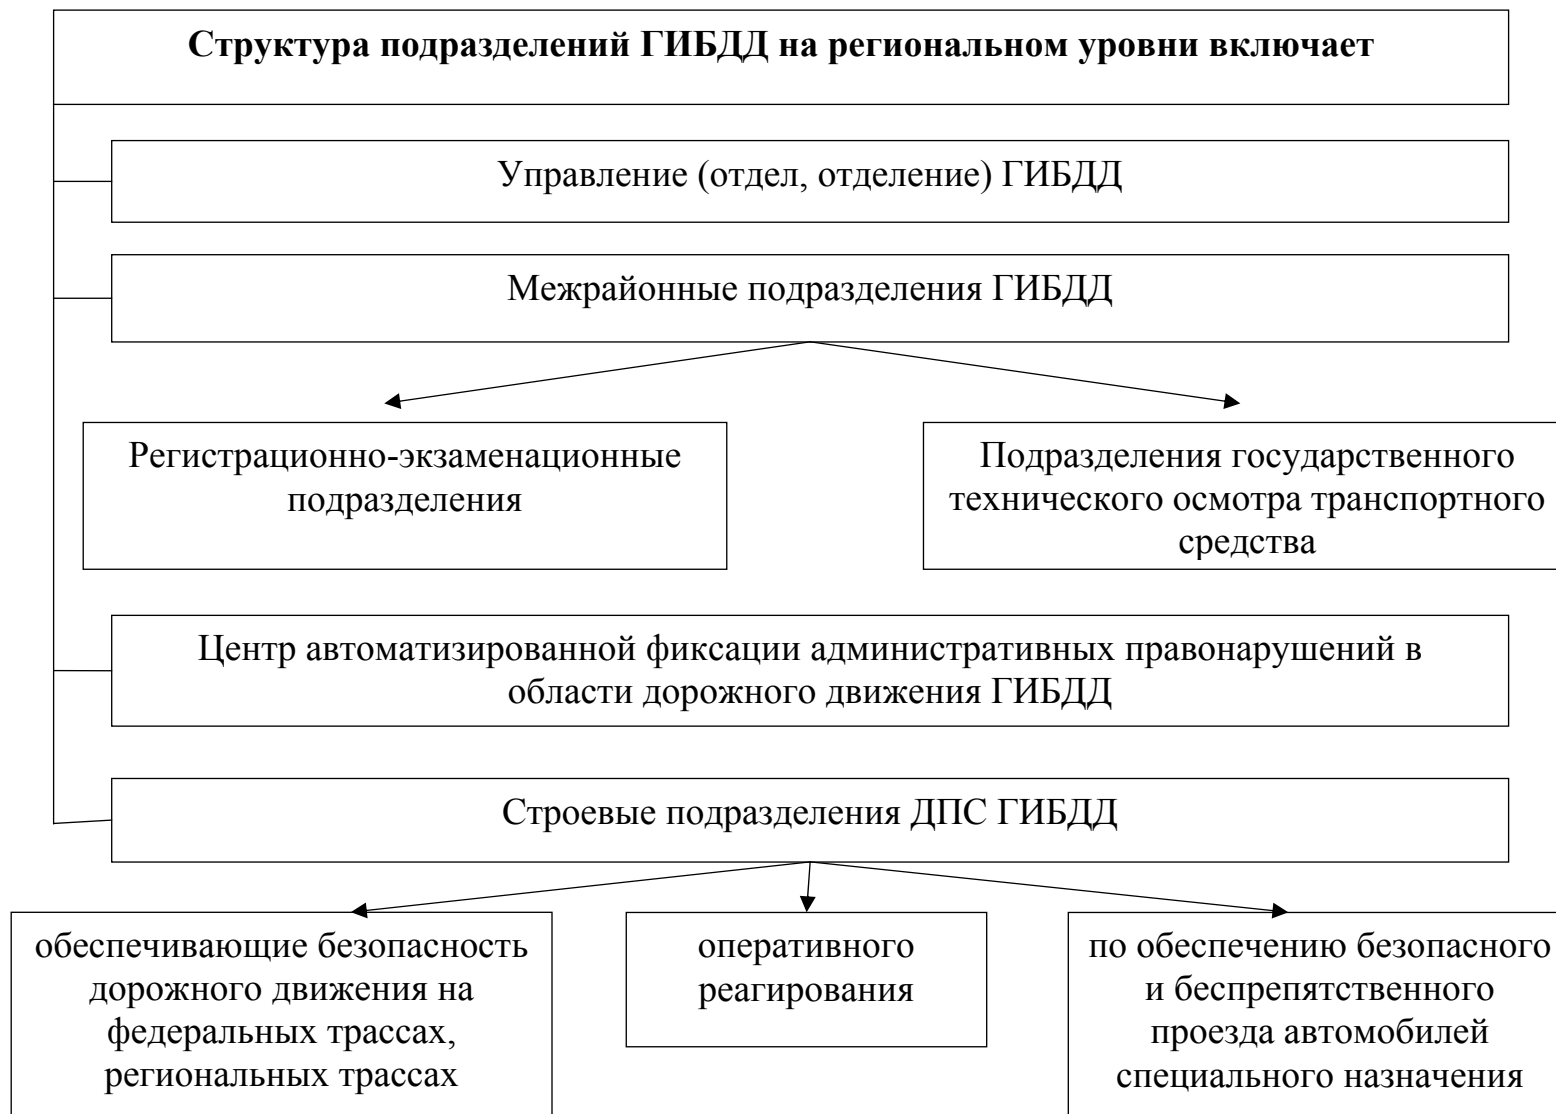 Структура подразделений ГИБДД на региональном уровни включает
Управление (отдел, отделение) ГИБДД
Межрайонные подразделения ГИБДД
Регистрационно-экзаменационные
подразделения
Подразделения государственного
технического осмотра транспортного
средства
Центр автоматизированной фиксации административных правонарушений в
области дорожного движения ГИБДД
Строевые подразделения ДПС ГИБДД
обеспечивающие безопасность
дорожного движения на
федеральных трассах,
региональных трассах
оперативного
реагирования
по обеспечению безопасного
и беспрепятственного
проезда автомобилей
специального назначения